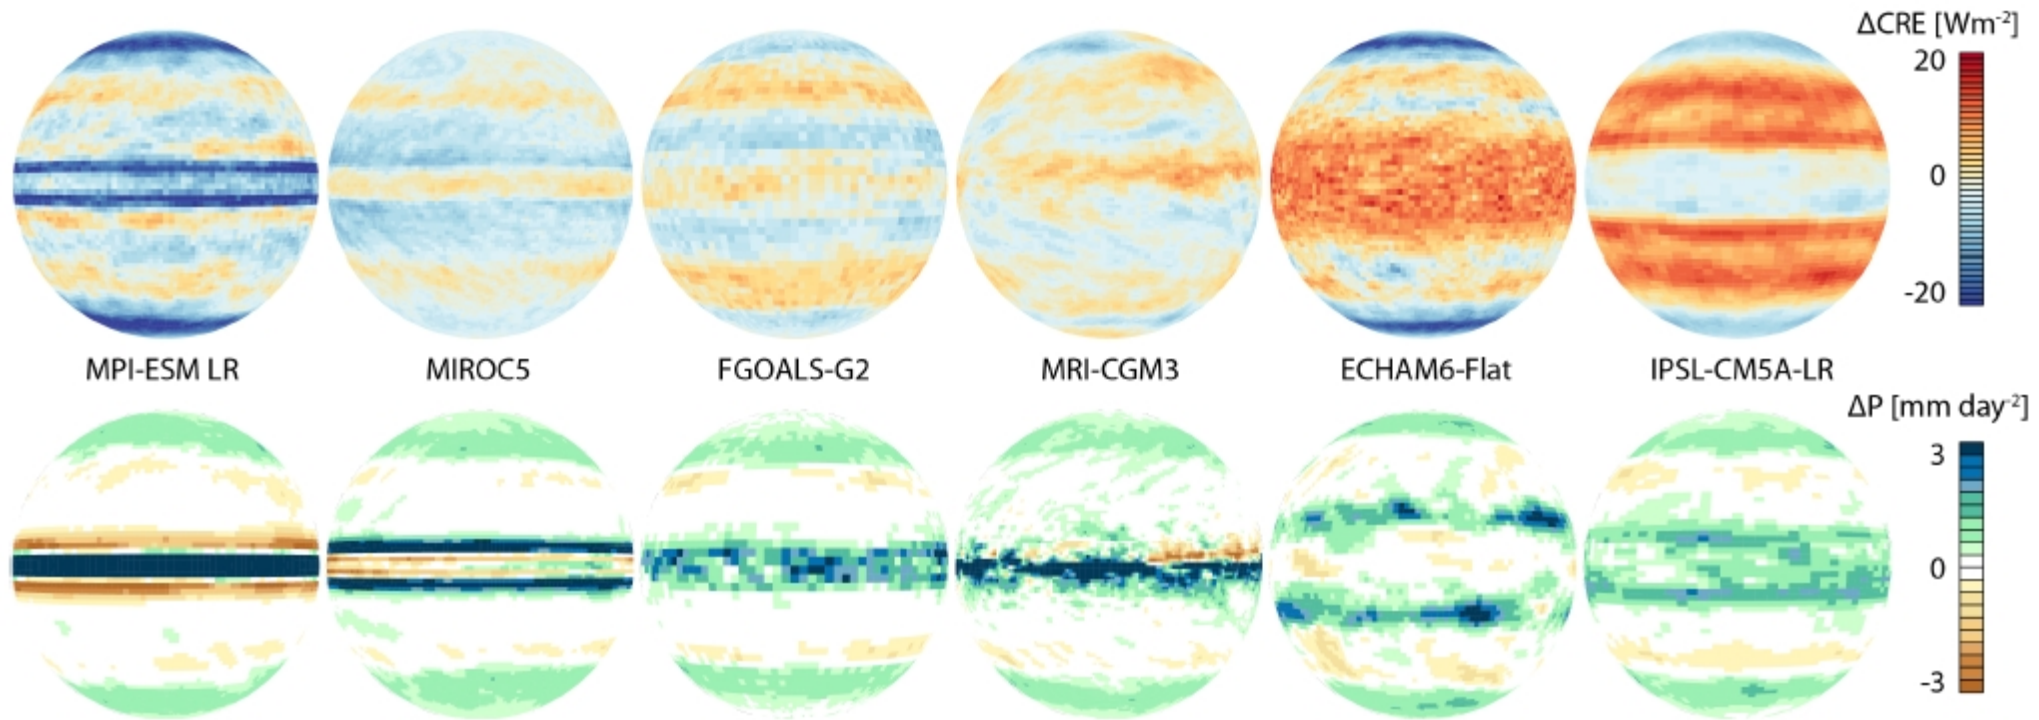 ΔCRE [Wm⁻²]
20
0
-20
MPI-ESM LR MIROC5 FGOALS-G2 MRI-CGM3 ECHAM6-Flat IPSL-CM5A-LR
ΔP [mm day⁻²]
3
0
-3